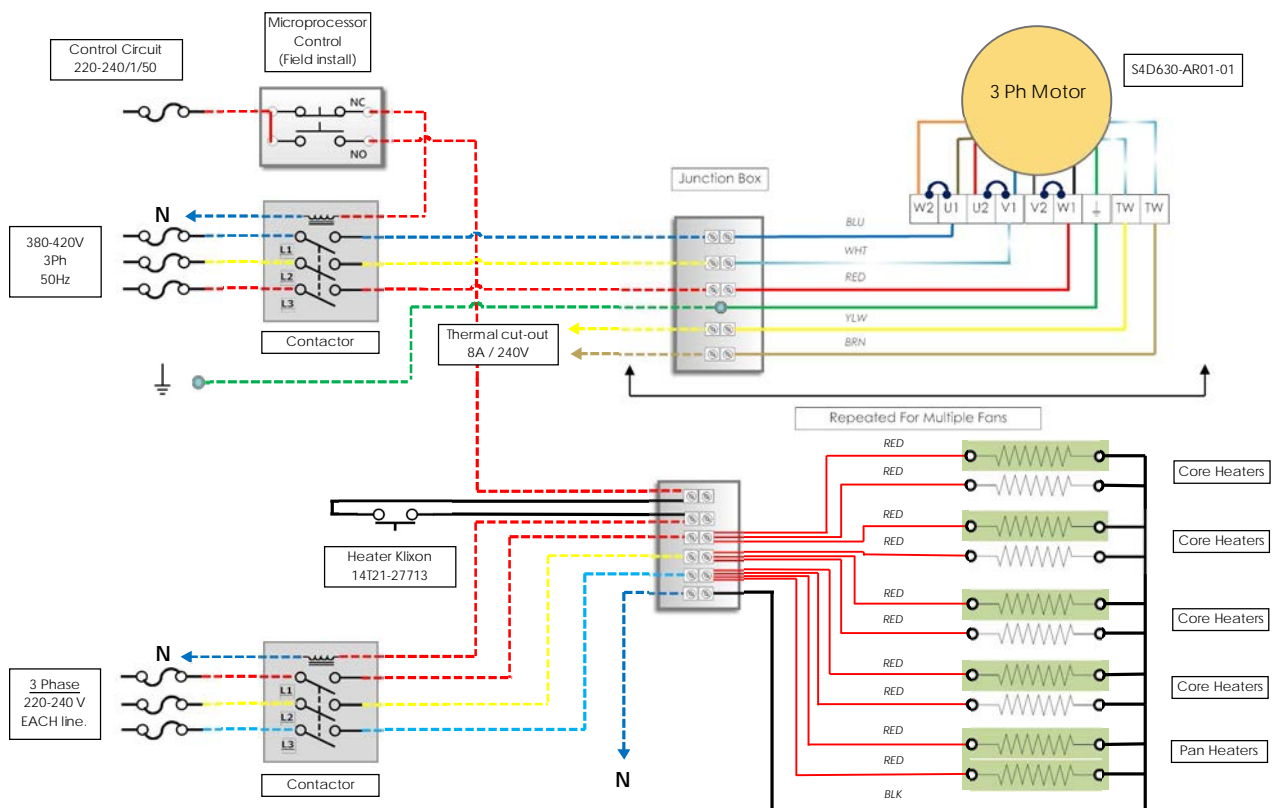 Microprocessor
Control
(Field install)
Control Circuit
220-240/1/50
NC
NO
S4D630-AR01-01
3 Ph Motor
Junction Box
W2 U1 U2 V1 V2 W1 TW TW
N
380-420V
3Ph
50Hz
L1
L2
L3
Contactor
BLU
WHT
RED
YLW
BRN
Thermal cut-out
8A / 240V
Repeated For Multiple Fans
RED
RED
Core Heaters
RED
RED
Core Heaters
Heater Klixon
14T21-27713
RED
RED
Core Heaters
N
3 Phase
220-240 V
EACH line.
L1
L2
L3
Contactor
N
RED
RED
Core Heaters
RED
RED
Pan Heaters
BLK